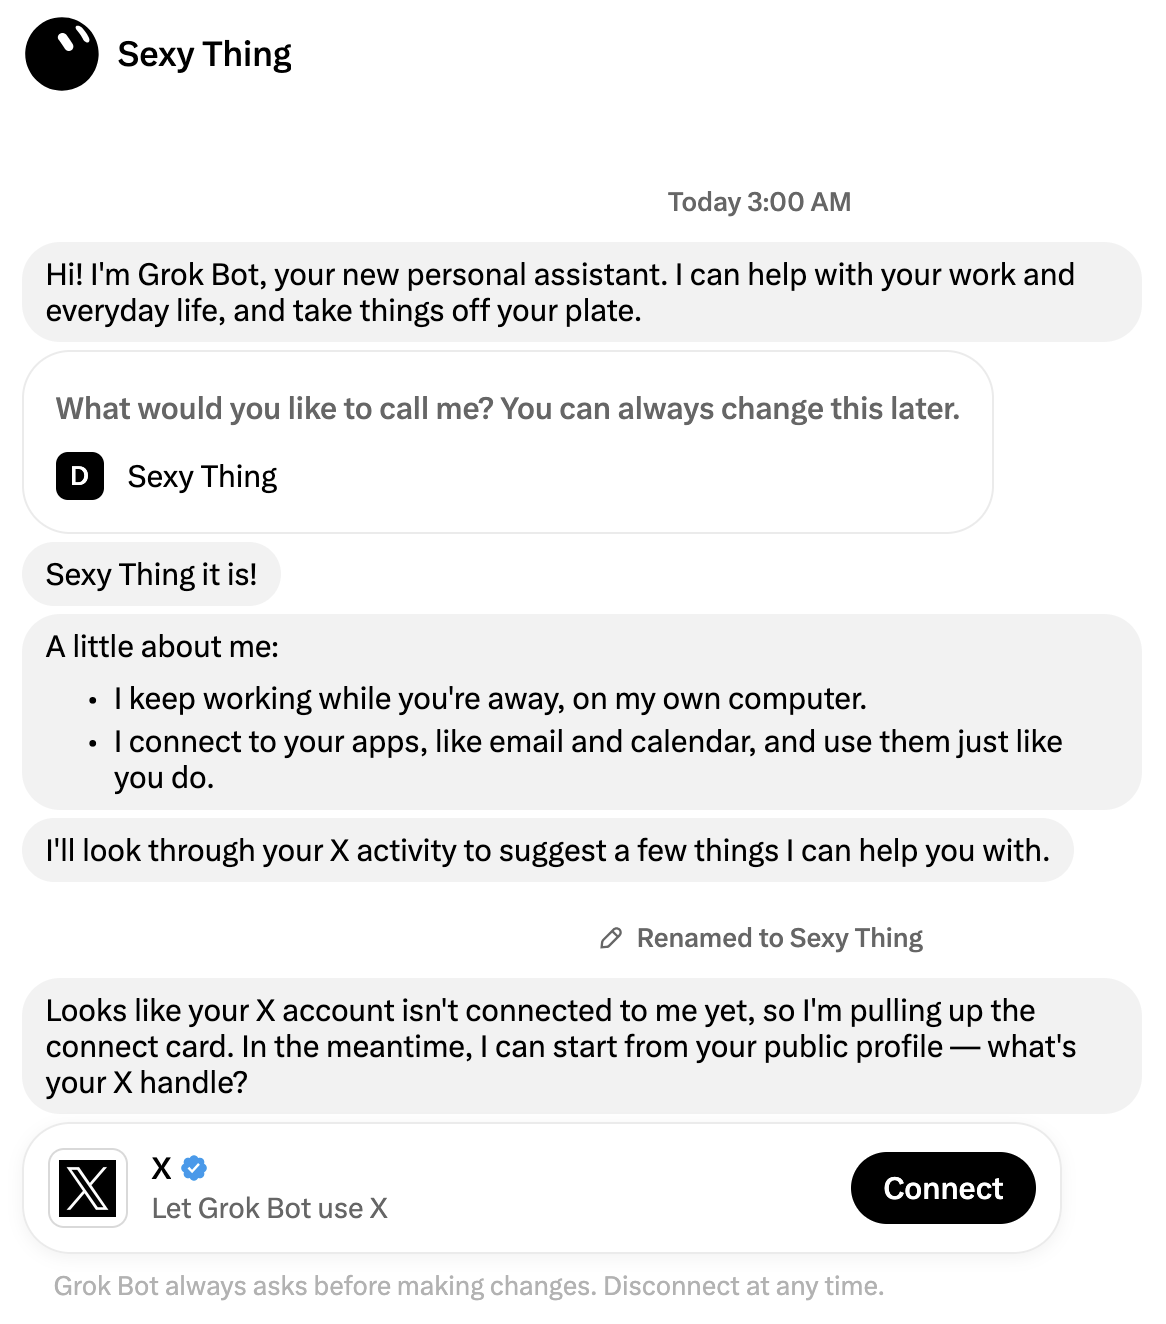 Sexy Thing
Today 3:00 AM
Hi! I'm Grok Bot, your new personal assistant. I can help with your work and
everyday life, and take things off your plate.
What would you like to call me? You can always change this later.
D Sexy Thing
Sexy Thing it is!
A little about me:
• I keep working while you're away, on my own computer.
• I connect to your apps, like email and calendar, and use them just like
you do.
I'll look through your X activity to suggest a few things I can help you with.
Renamed to Sexy Thing
Looks like your X account isn't connected to me yet, so I'm pulling up the
connect card. In the meantime, I can start from your public profile — what's
your X handle?
X
Let Grok Bot use X
Connect
Grok Bot always asks before making changes. Disconnect at any time.